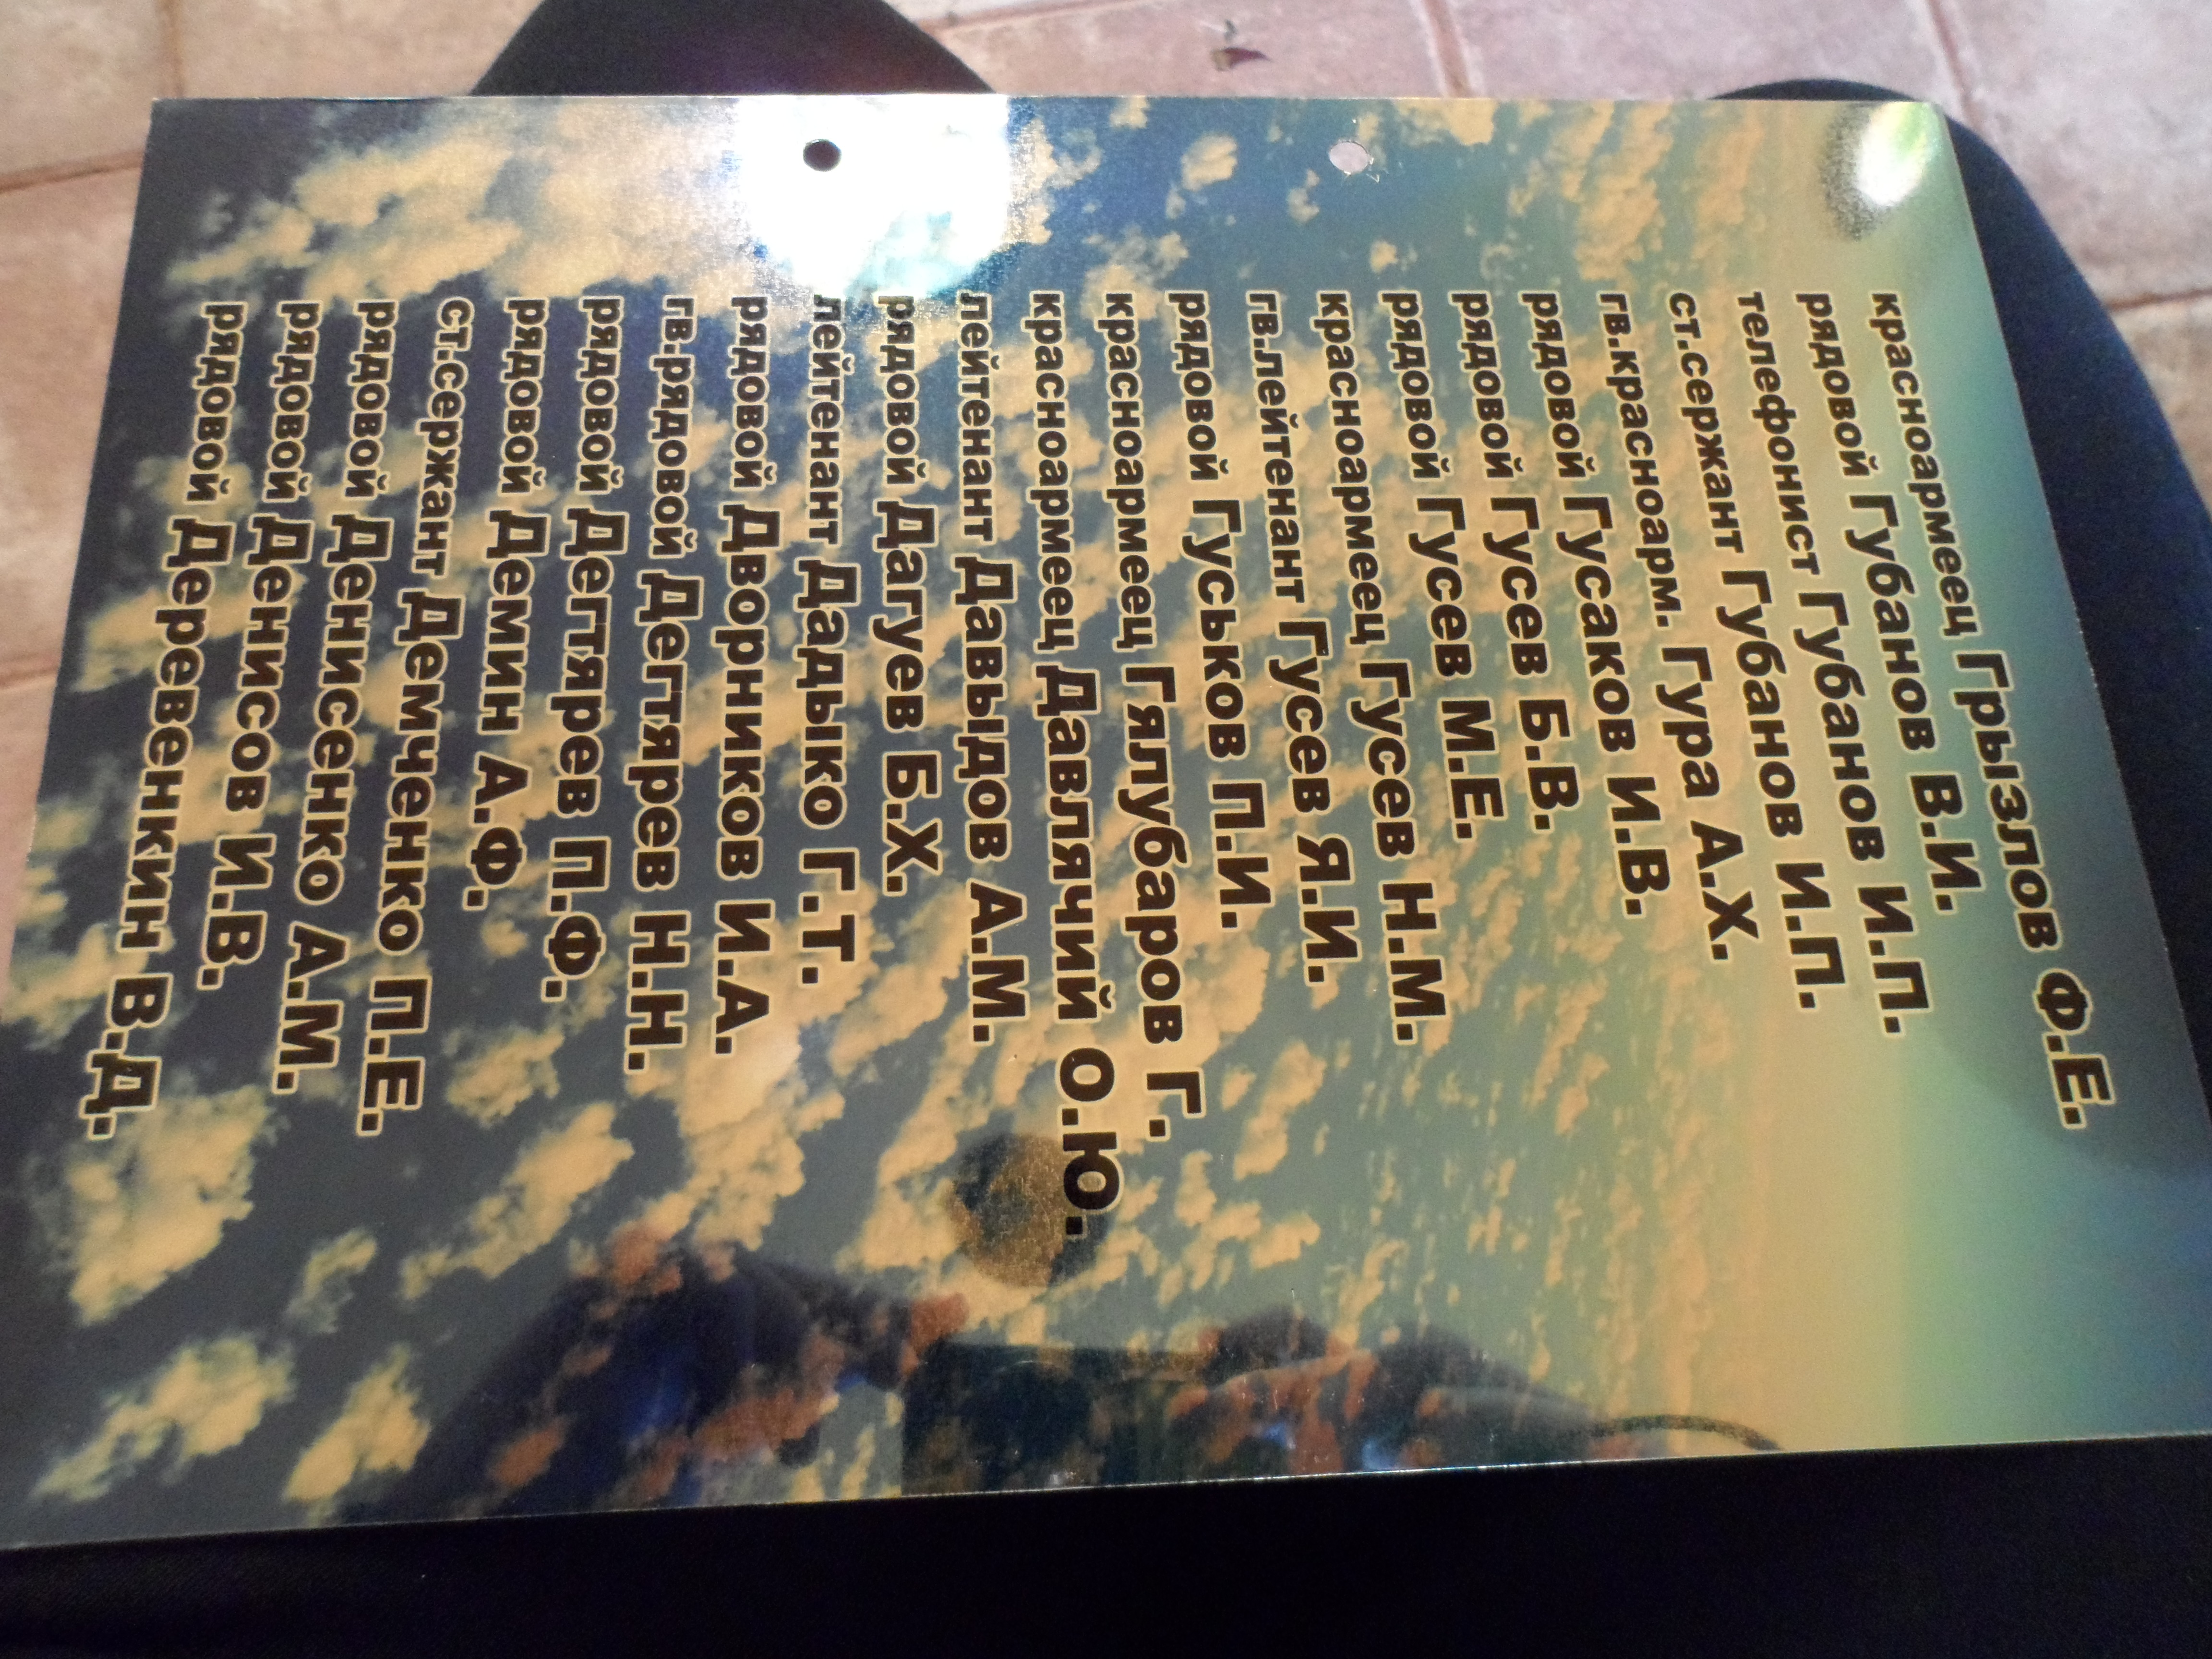 красноармеец Грызлов Ф.Е.
рядовой Губанов В.И.
рядовой Губанов И.П.
телефонист Губанов И.П.
ст.сержант Гура А.Х.
гв.красноарм. Гусаков И.В.
рядовой Гусев Б.В.
рядовой Гусев М.Е.
рядовой Гусев Н.М.
красноармеец Гусев Я.И.
гв.лейтенант Гуськов П.И.
рядовой Гялубаров Г.
красноармеец Давлячий О.Ю.
красноармеец Давыдов А.М.
лейтенант Дагуев Б.Х.
рядовой Дадыко Г.Т.
лейтенант Дворников И.А.
рядовой Дегтярев Н.Н.
гв.рядовой Дегтярев П.Ф.
рядовой Демин А.Ф.
рядовой Демченко П.Е.
ст.сержант Денисенко А.М.
рядовой Денисов И.В.
рядовой Деревенкин В.Д.